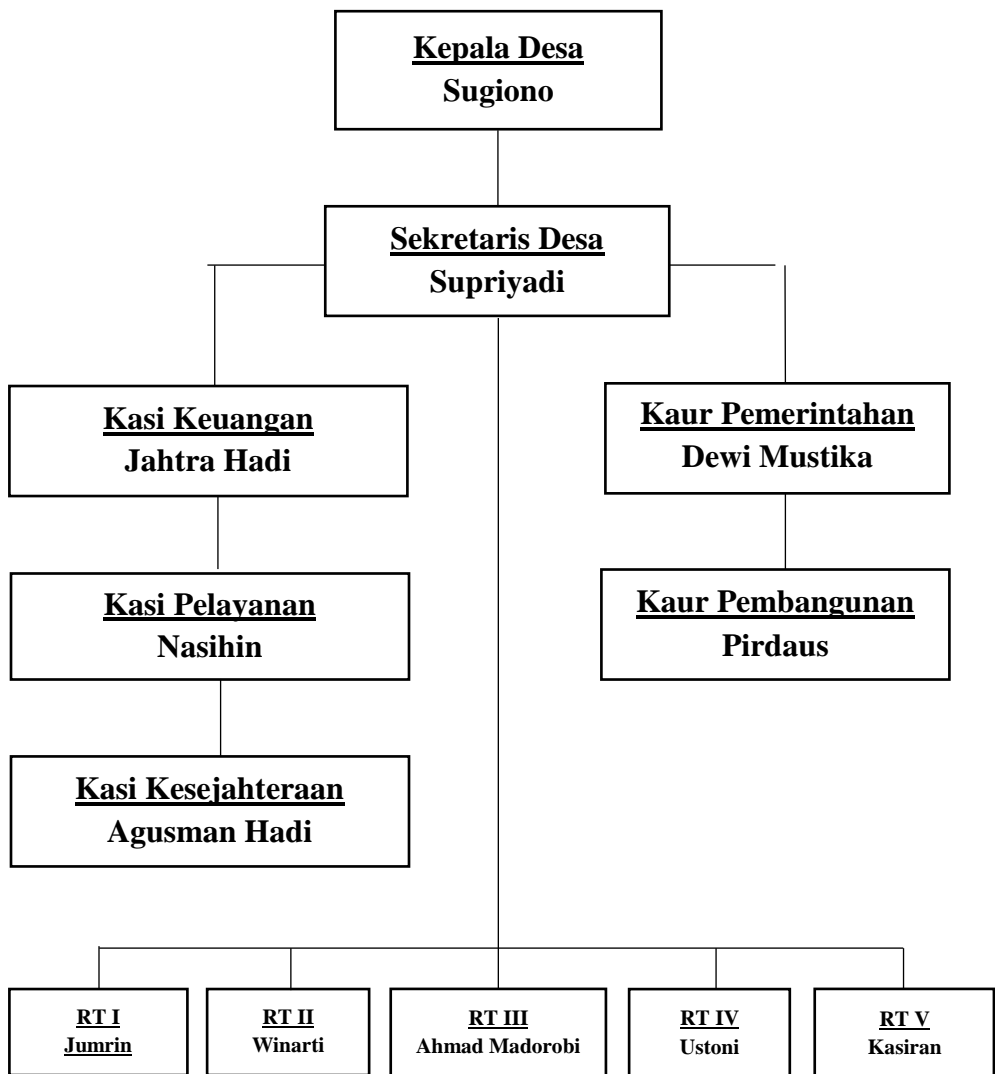 Kepala Desa
Sugiono
Sekretaris Desa
Supriyadi
Kasi Keuangan
Jahtra Hadi
Kaur Pemerintahan
Dewi Mustika
Kasi Pelayanan
Nasihin
Kaur Pembangunan
Pirdaus
Kasi Kesejahteraan
Agusman Hadi
RT I
Jumrin
RT II
Winarti
RT III
Ahmad Madorobi
RT IV
Ustoni
RT V
Kasiran